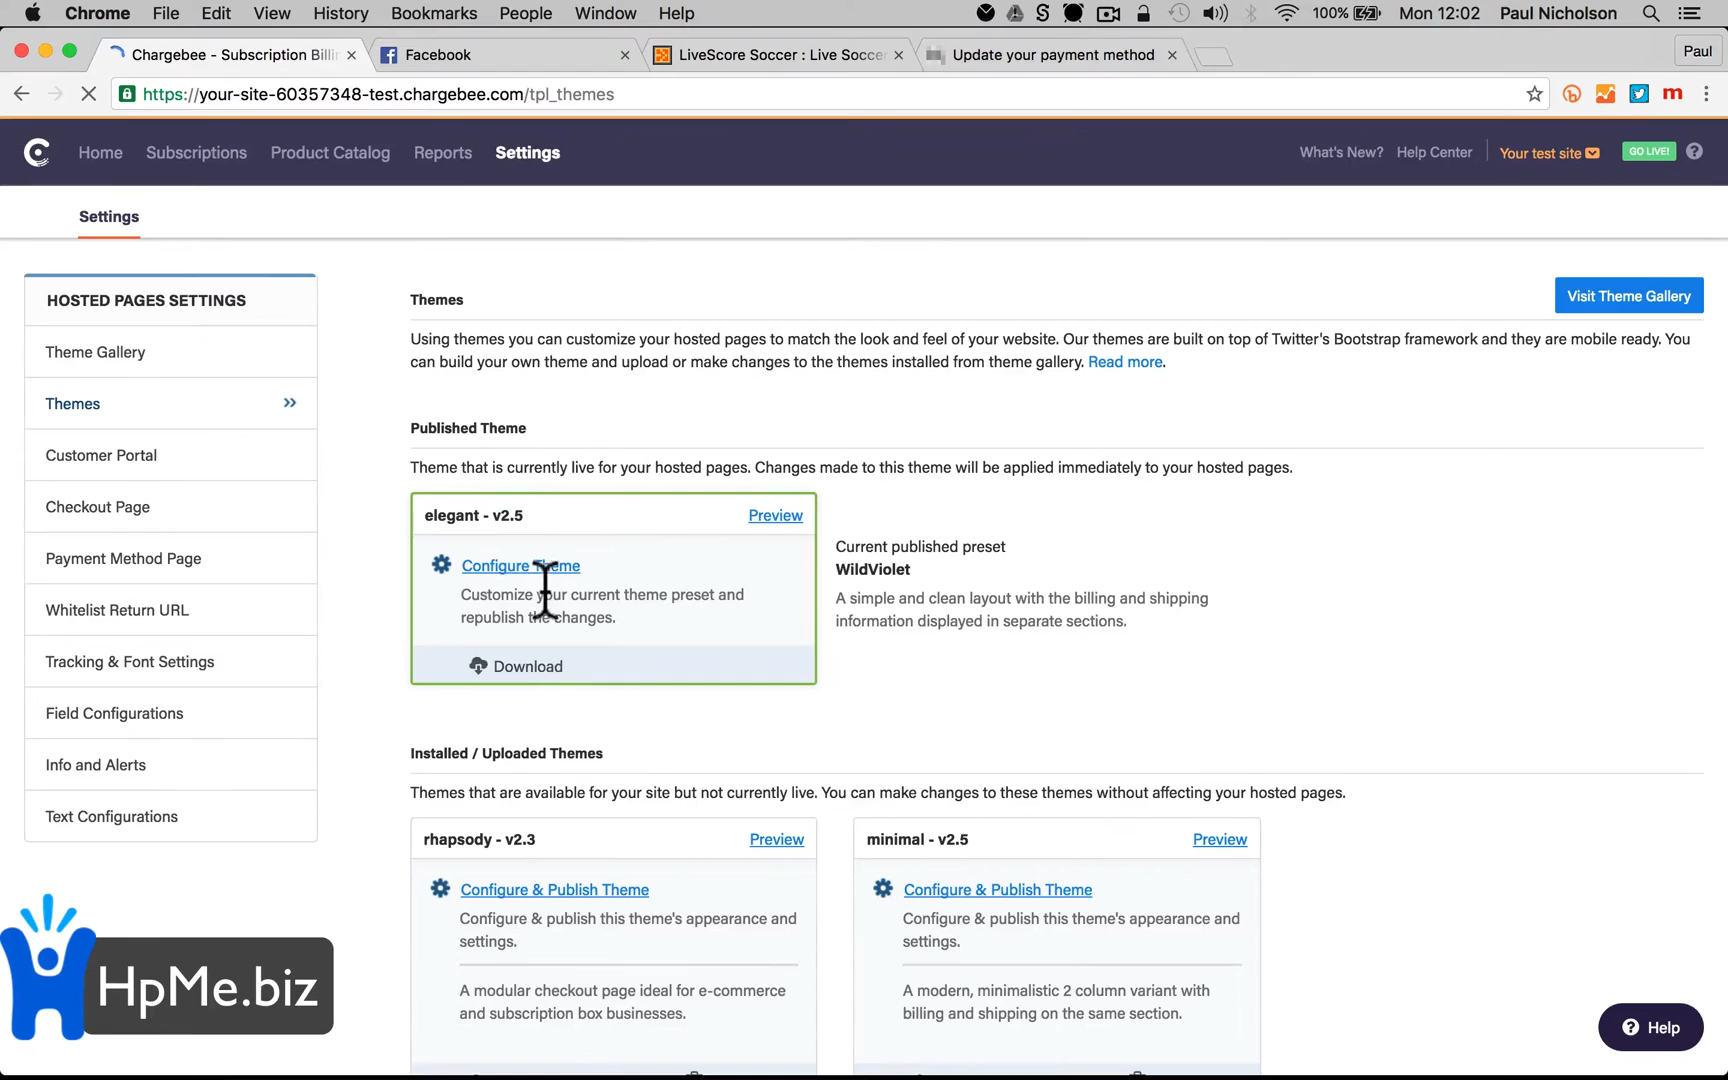 Chrome File Edit View History Bookmarks People Window Help 100% Mon 12:02 Paul Nicholson
Chargebee - Subscription Billin Facebook LiveScore Soccer : Live Soccer Update your payment method Paul
https://your-site-60357348-test.chargebee.com/tpl_themes
Home Subscriptions Product Catalog Reports Settings What's New? Help Center Your test site GO LIVE!
Settings
HOSTED PAGES SETTINGS
Theme Gallery
Themes
Customer Portal
Checkout Page
Payment Method Page
Whitelist Return URL
Tracking & Font Settings
Field Configurations
Info and Alerts
Text Configurations
Themes
Visit Theme Gallery
Using themes you can customize your hosted pages to match the look and feel of your website. Our themes are built on top of Twitter's Bootstrap framework and they are mobile ready. You
can build your own theme and upload or make changes to the themes installed from theme gallery. Read more.
Published Theme
Theme that is currently live for your hosted pages. Changes made to this theme will be applied immediately to your hosted pages.
elegant - v2.5 Preview
Configure Theme
Customize your current theme preset and
republish the changes.
Download
Current published preset
WildViolet
A simple and clean layout with the billing and shipping
information displayed in separate sections.
Installed / Uploaded Themes
Themes that are available for your site but not currently live. You can make changes to these themes without affecting your hosted pages.
rhapsody - v2.3 Preview
Configure & Publish Theme
Configure & publish this theme's appearance and
settings.
A modular checkout page ideal for e-commerce
and subscription box businesses.
minimal - v2.5 Preview
Configure & Publish Theme
Configure & publish this theme's appearance and
settings.
A modern, minimalistic 2 column variant with
billing and shipping on the same section.
HpMe.biz
Help